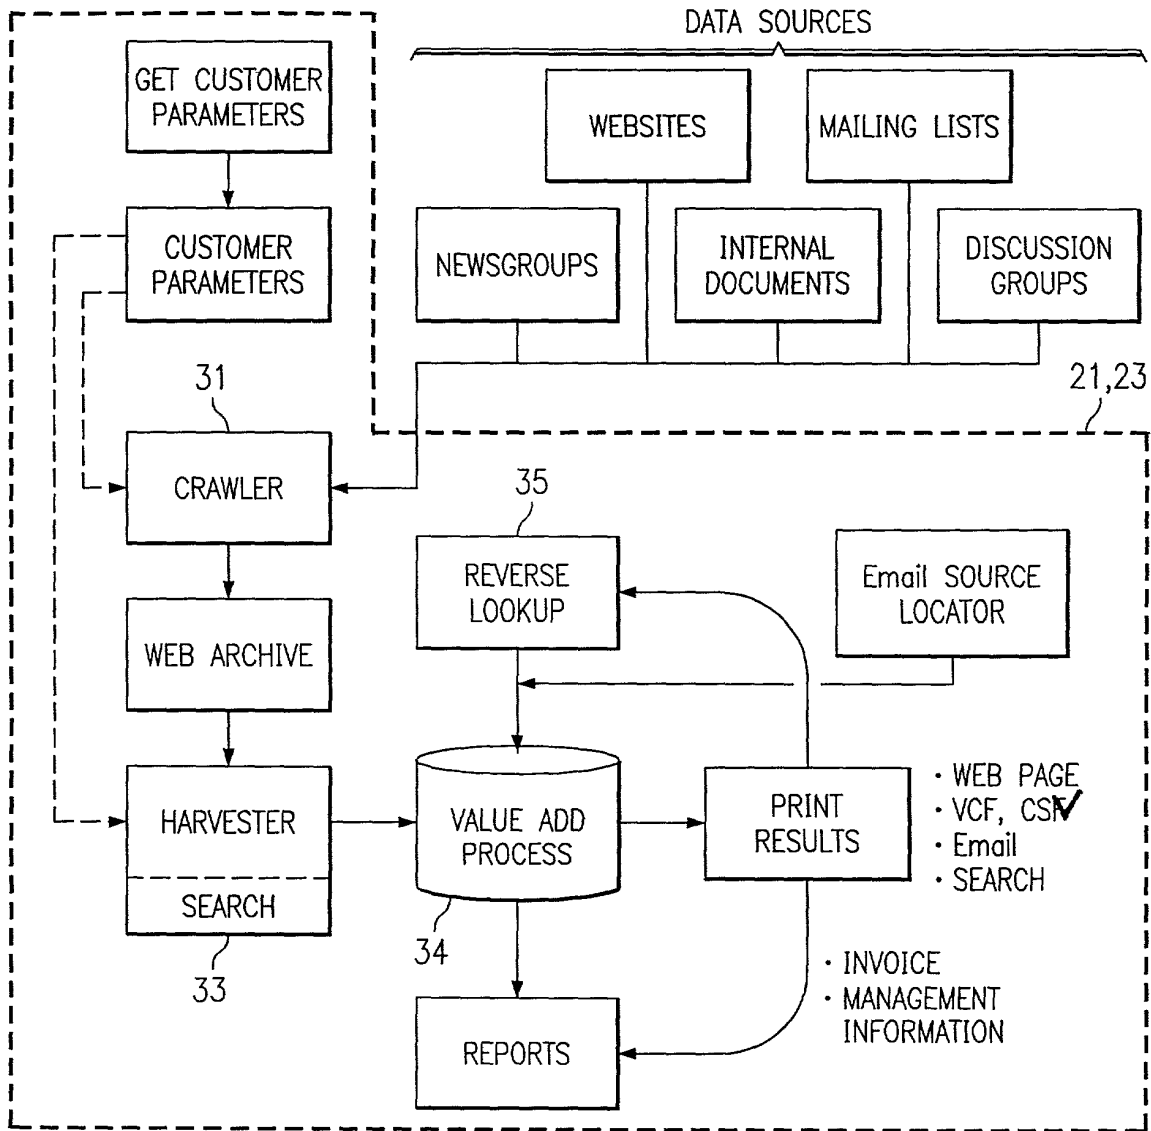 DATA SOURCES
GET CUSTOMER
PARAMETERS
WEBSITES
MAILING LISTS
CUSTOMER
PARAMETERS
NEWSGROUPS
INTERNAL
DOCUMENTS
DISCUSSION
GROUPS
21,23
31
CRAWLER
35
REVERSE
LOOKUP
Email SOURCE
LOCATOR
WEB ARCHIVE
HARVESTER
SEARCH
33
VALUE ADD
PROCESS
34
PRINT
RESULTS
· WEB PAGE
· VCF,
· Email
· SEARCH
· INVOICE
· MANAGEMENT
INFORMATION
REPORTS